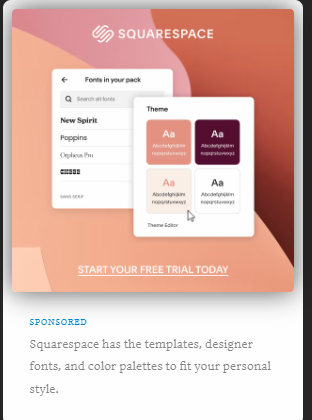 SQUARESPACE
Fonts in your pack
Search all fonts
New Spirit
Poppins
Orpheus Pro
SANS SERIF
Theme
Aa
Abcdefghijklm
nopqrstuvwxyz
Aa
Abcdefghijklm
nopqrstuvwxyz
Aa
Abcdefghijklm
nopqrstuvwxyz
Aa
Abcdefghijklm
nopqrstuvwxyz
Theme Editor
START YOUR FREE TRIAL TODAY
SPONSORED
Squarespace has the templates, designer
fonts, and color palettes to fit your personal
style.